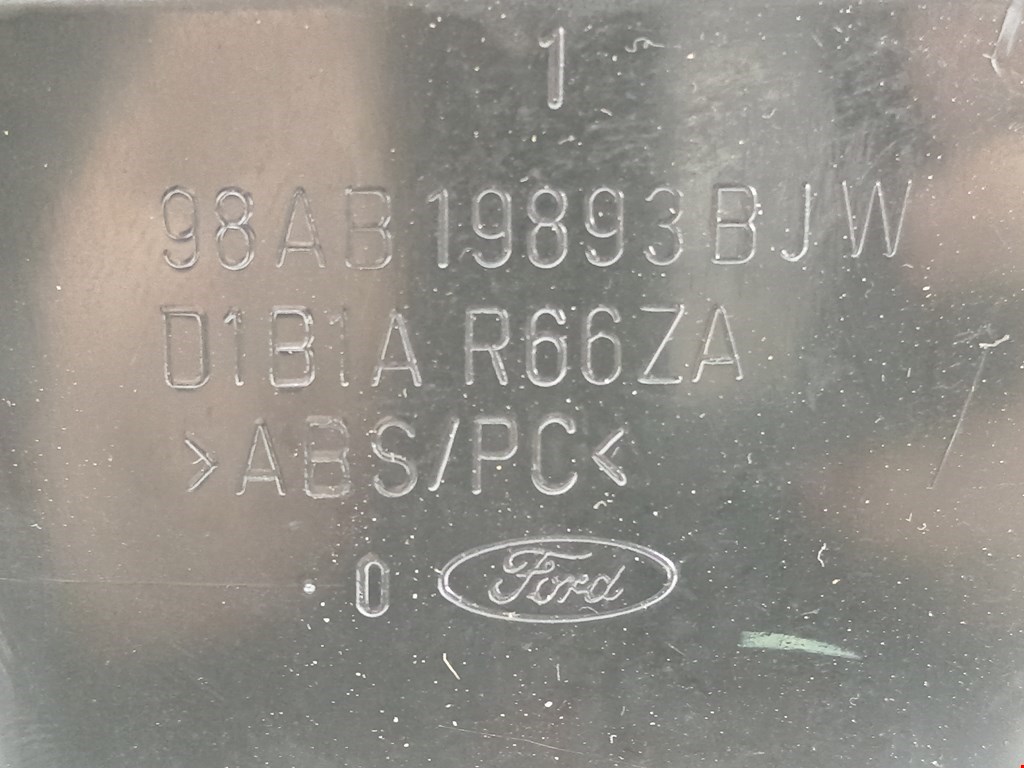 1
98AB 19893 BJW
D1B1A R66ZA
>ABS/PC<
0 Ford